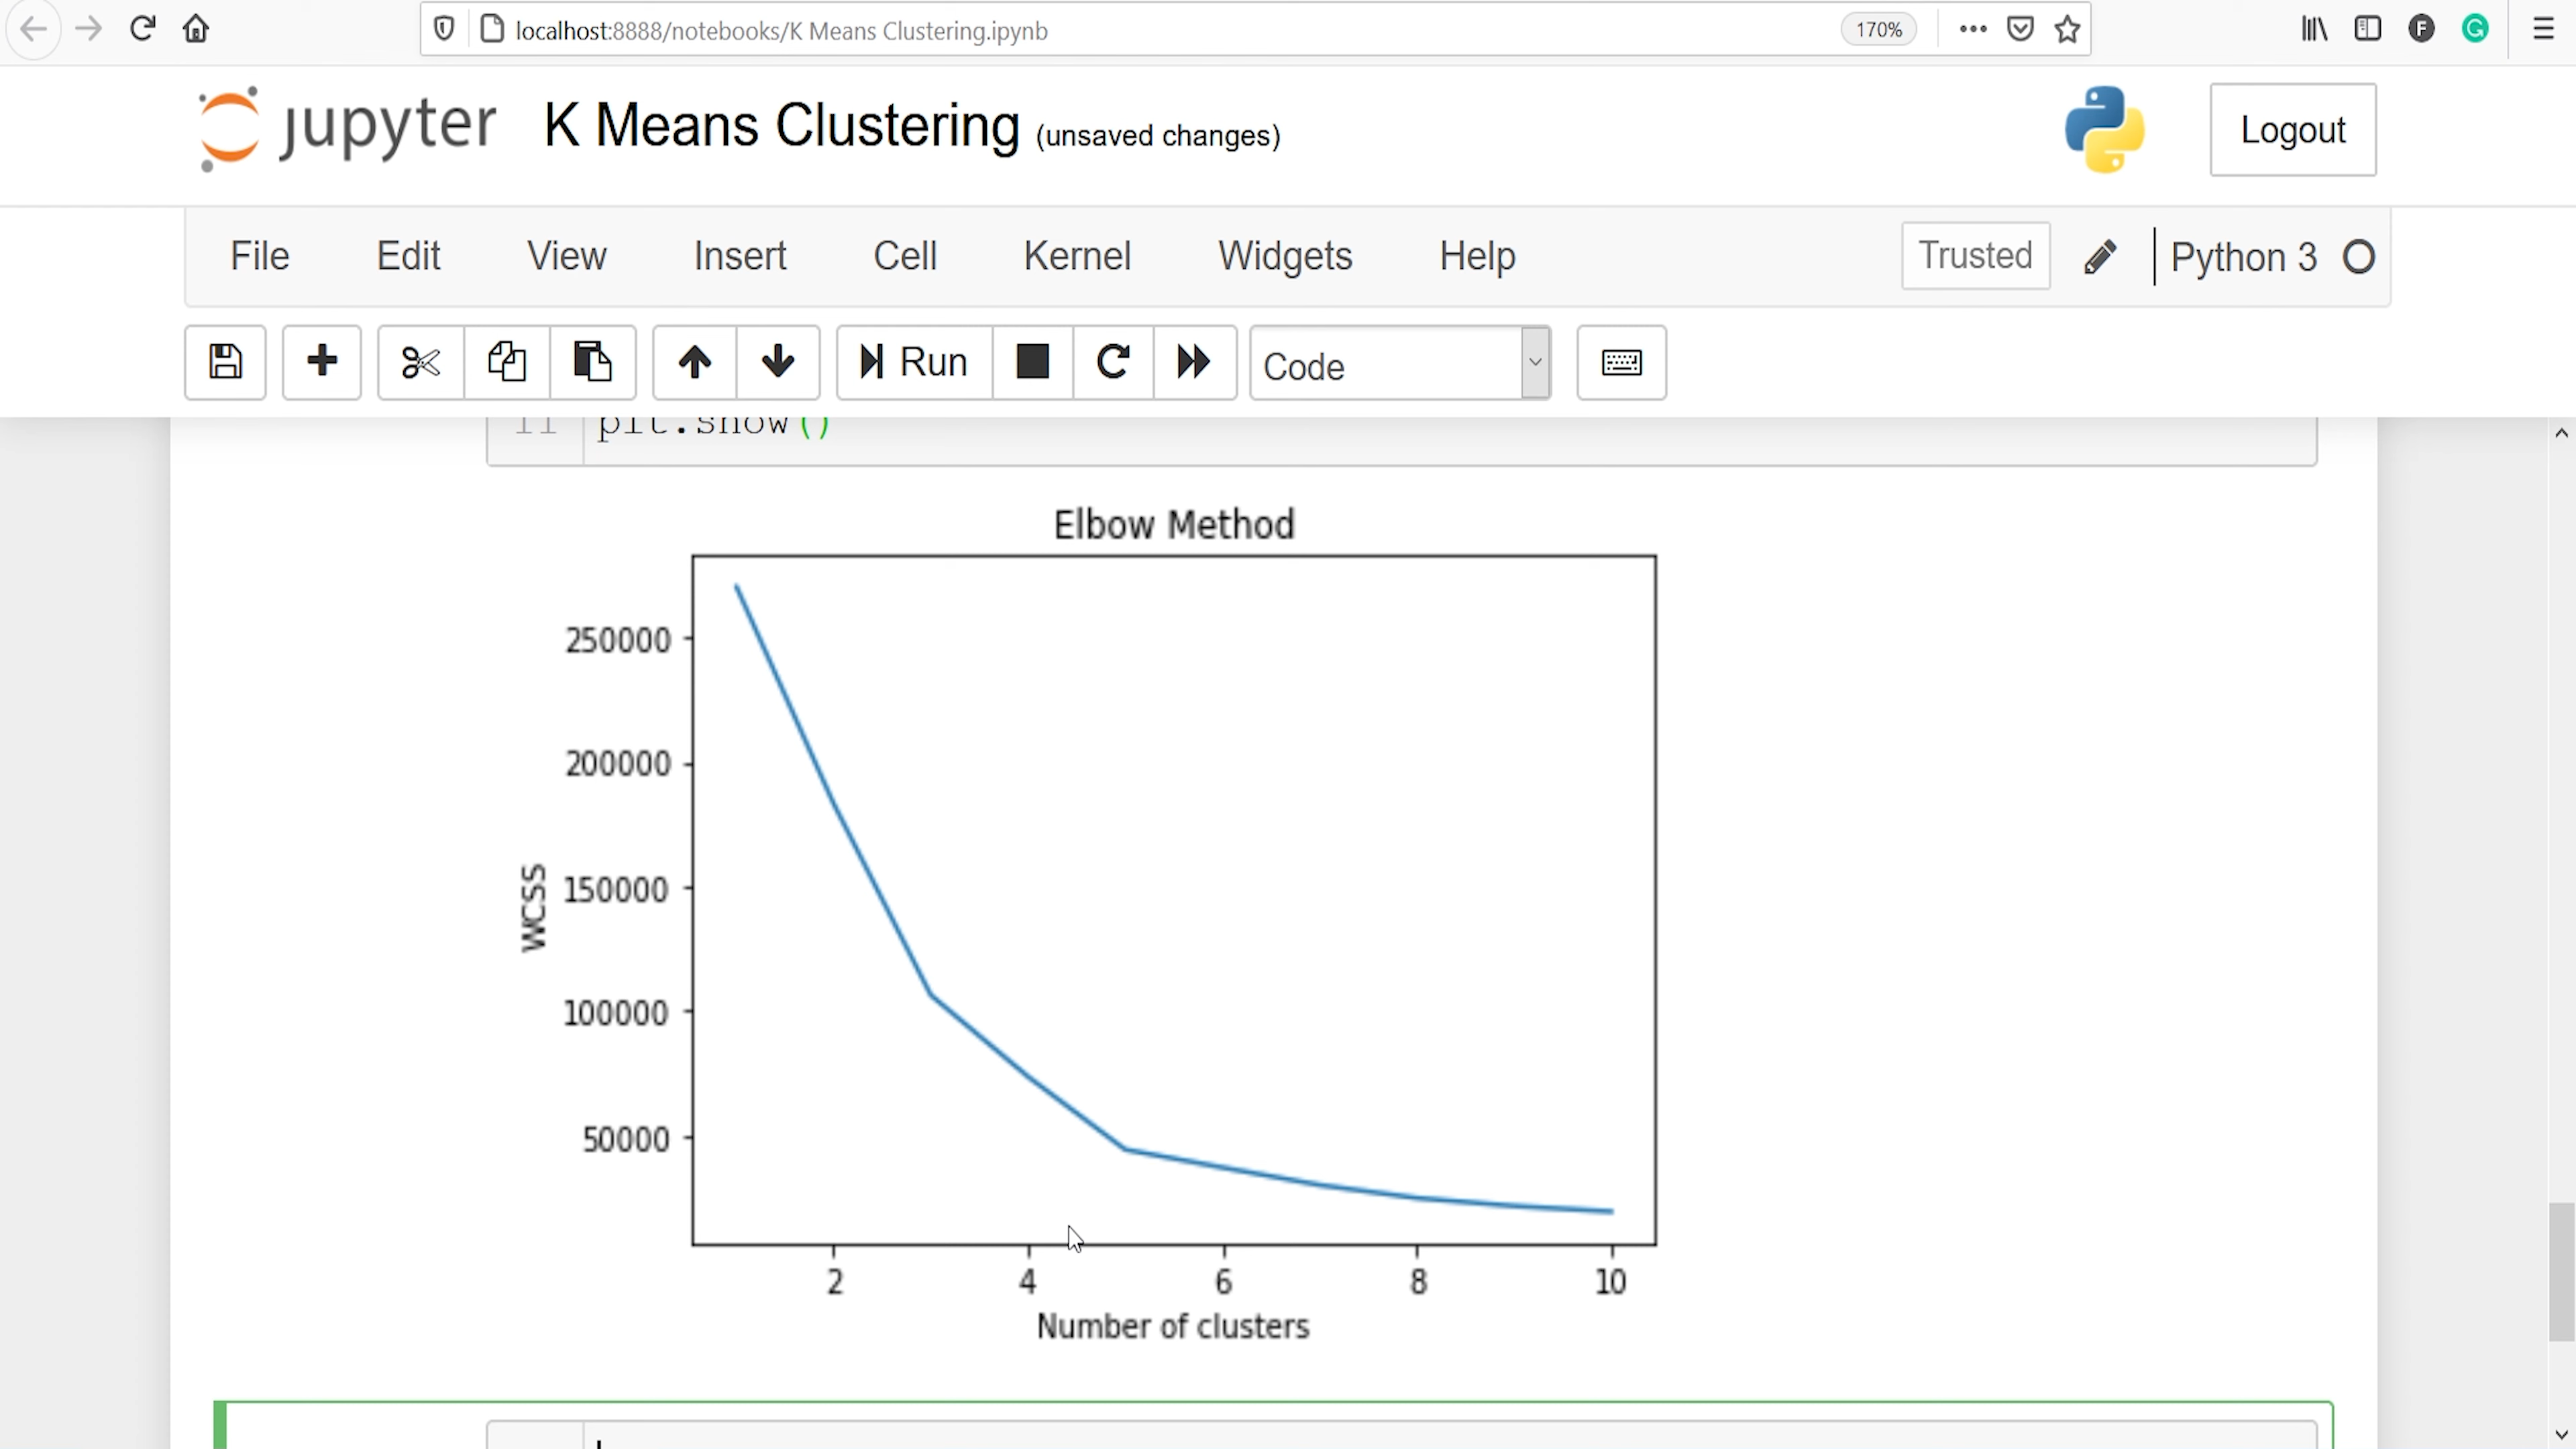 localhost:8888/notebooks/K Means Clustering.ipynb
170%
jupyter K Means Clustering (unsaved changes)
Logout
File Edit View Insert Cell Kernel Widgets Help Trusted Python 3
Run Code
11 plt.show()
Elbow Method
250000
200000
150000
100000
50000
WCSS
2 4 6 8 10
Number of clusters